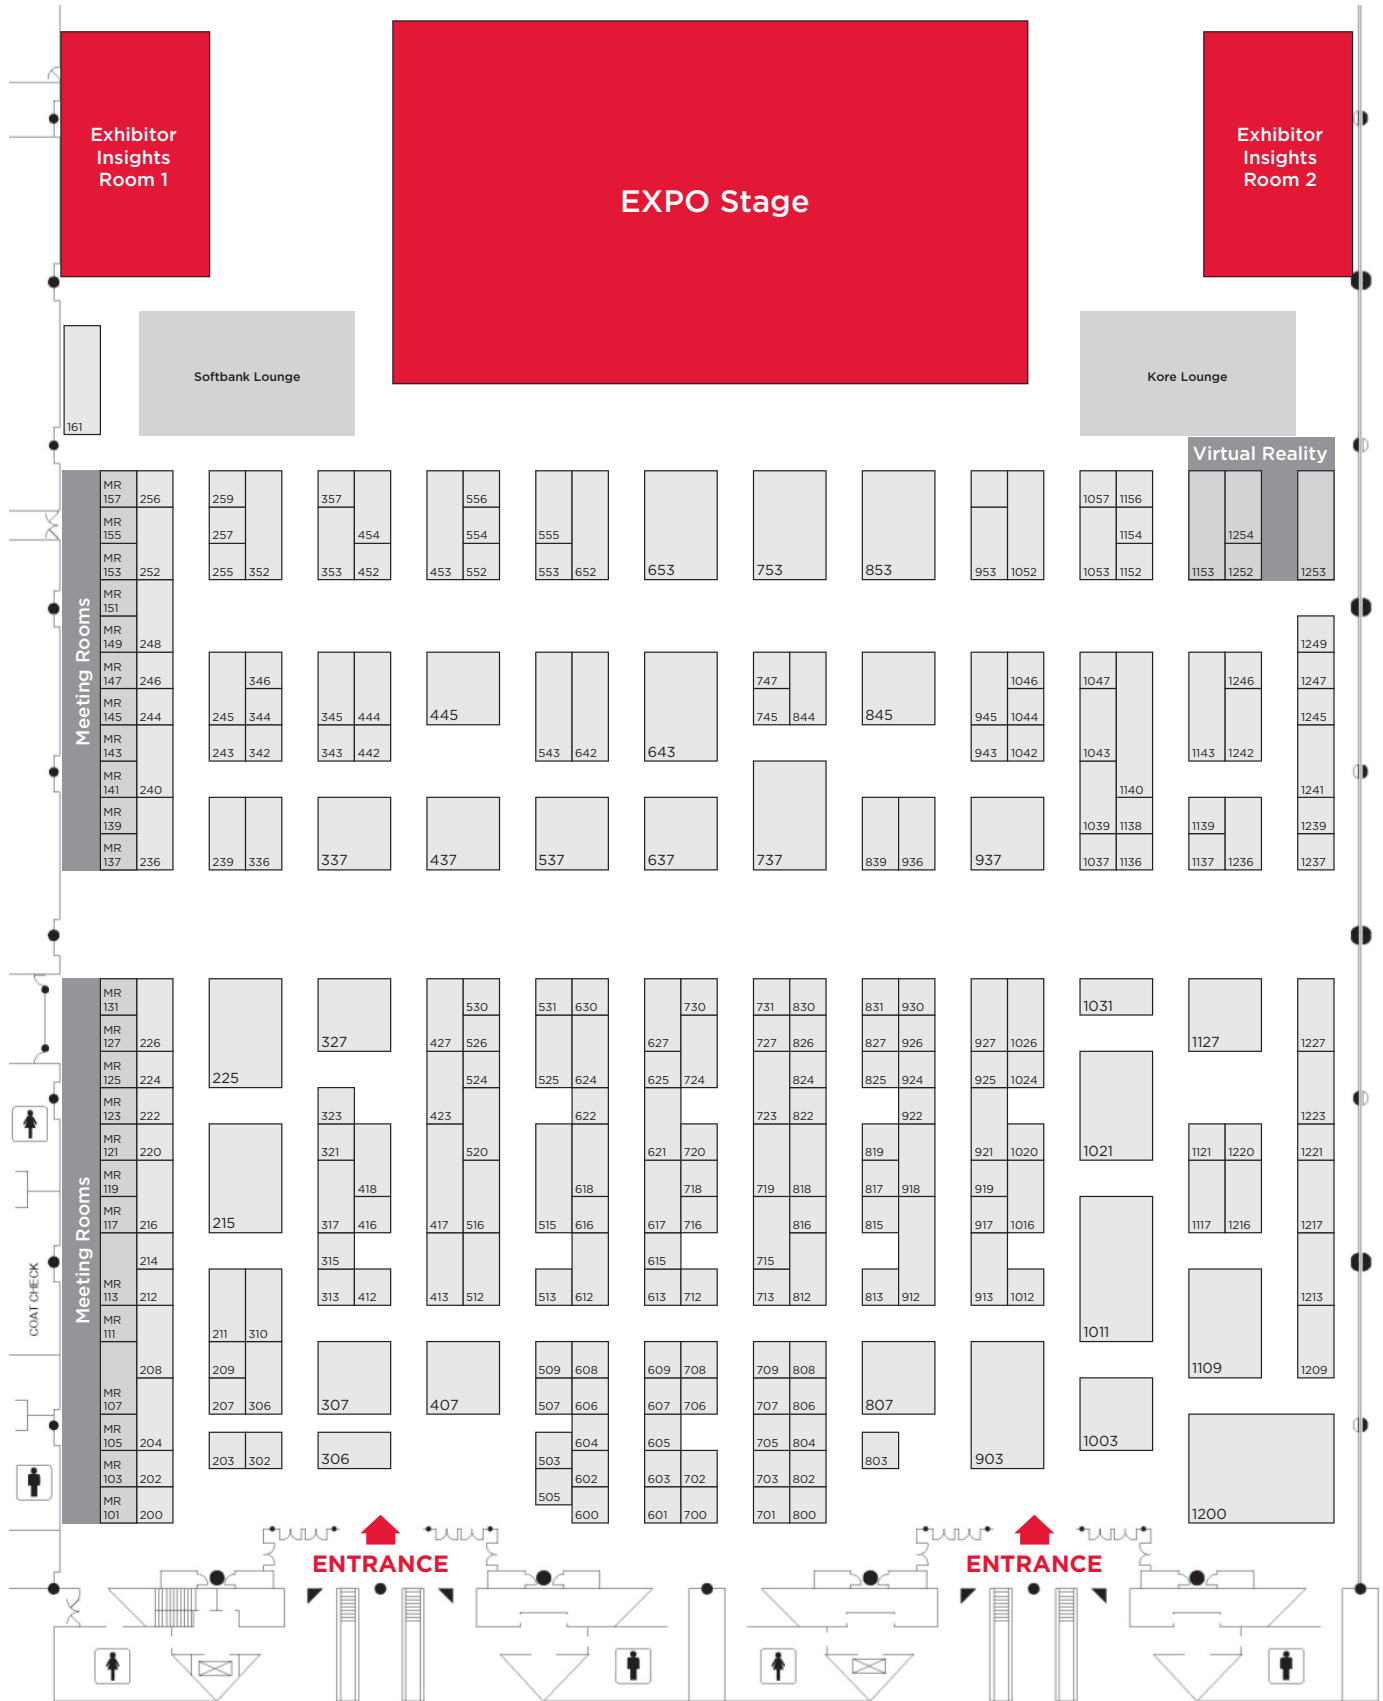 Exhibitor
Insights
Room 1
EXPO Stage
Exhibitor
Insights
Room 2
Softbank Lounge
Kore Lounge
161
Virtual Reality
MR
157 256 259 357 556 1057 1156
MR
155 257 454 554 555 1154 1254
MR
153 252 255 352 353 452 453 552 553 652 653 753 853 953 1052 1053 1152 1153 1252 1253
Meeting Rooms
MR
151
MR
149 248 1249
MR
147 246 346 747 1046 1047 1246 1247
MR
145 244 245 344 345 444 445 745 844 845 945 1044 1245
MR
143 243 342 343 442 543 642 643 943 1042 1043 1143 1242
MR
141 240 1140 1241
MR
139 1039 1138 1139 1239
MR
137 236 239 336 337 437 537 637 737 839 936 937 1037 1136 1137 1236 1237
MR
131 530 531 630 730 731 830 831 930 1031
MR
127 226 327 427 526 627 727 826 827 926 927 1026 1127 1227
MR
125 224 225 524 525 624 625 724 824 825 924 925 1024
MR
123 222 323 423 622 723 822 922 1223
MR
121 220 321 520 621 720 819 921 1020 1021 1121 1220 1221
MR
119 418 618 718 719 818 817 918 919
MR
117 216 215 317 416 417 516 515 616 617 716 816 815 917 1016 1117 1216 1217
Meeting Rooms
214 315 615 715
MR
113 212 313 412 413 512 513 612 613 712 713 812 813 912 913 1012 1213
MR
111 211 310 1011
208 209 509 608 609 708 709 808 1109 1209
MR
107 207 306 307 407 507 606 607 706 707 806 807
MR
105 204 604 605 705 804 1003
203 302 306 503 803 903
MR
103 202 602 603 702 703 802
505
MR
101 200 600 601 700 701 800 1200
COAT CHECK
ENTRANCE
ENTRANCE